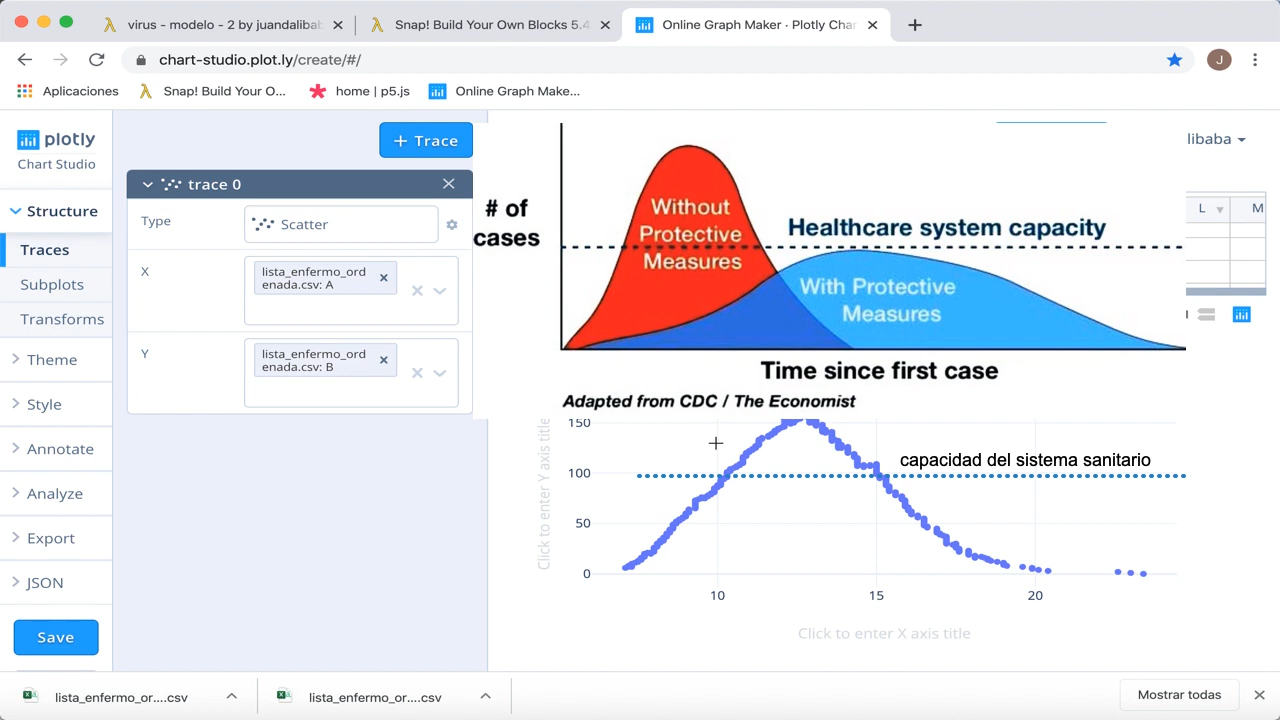 virus - modelo - 2 by juandalibab
Snap! Build Your Own Blocks 5.4
Online Graph Maker · Plotly Char
chart-studio.plot.ly/create/#/
J
Aplicaciones
Snap! Build Your O...
home | p5.js
Online Graph Make...
plotly
Chart Studio
Structure
Traces
Subplots
Transforms
Theme
Style
Annotate
Analyze
Export
JSON
Save
+ Trace
trace 0
Type
Scatter
X
lista_enfermo_ord
enada.csv: A
Y
lista_enfermo_ord
enada.csv: B
libaba
L
M
# of
cases
Without
Protective
Measures
Healthcare system capacity
With Protective
Measures
Time since first case
Adapted from CDC / The Economist
150
100
50
0
Click to enter Y axis title
capacidad del sistema sanitario
10
15
20
Click to enter X axis title
lista_enfermo_or....csv
lista_enfermo_or....csv
Mostrar todas